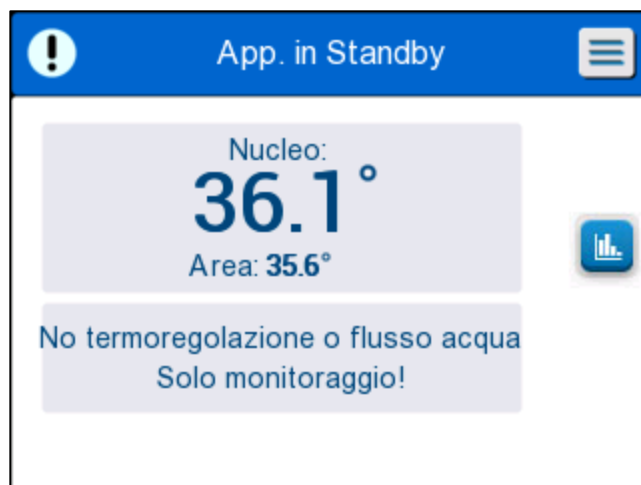 App. in Standby
Nucleo:
36.1°
Area: 35.6°
No termoregolazione o flusso acqua
Solo monitoraggio!